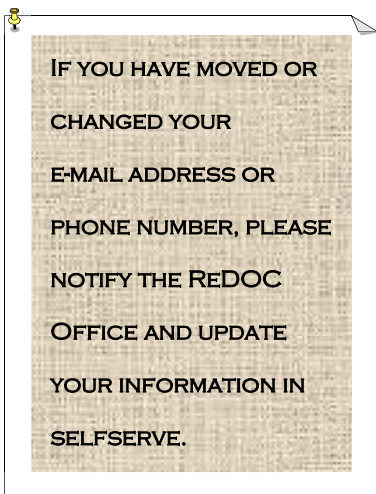 If you have moved or
changed your
e-mail address or
phone number, please
notify the ReDOC
Office and update
your information in
selfserve.